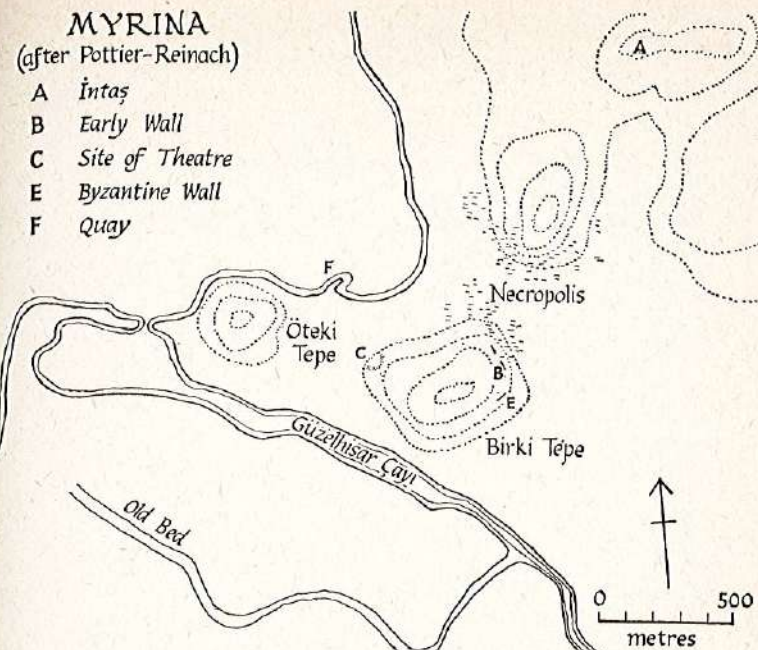 MYRINA
(after Pottier-Reinach)
A İntaş
B Early Wall
C Site of Theatre
E Byzantine Wall
F Quay
A
F
Necropolis
Öteki
Tepe
C
B
E
Birki Tepe
Güzelhisar Çayı
Old Bed
0 500
metres